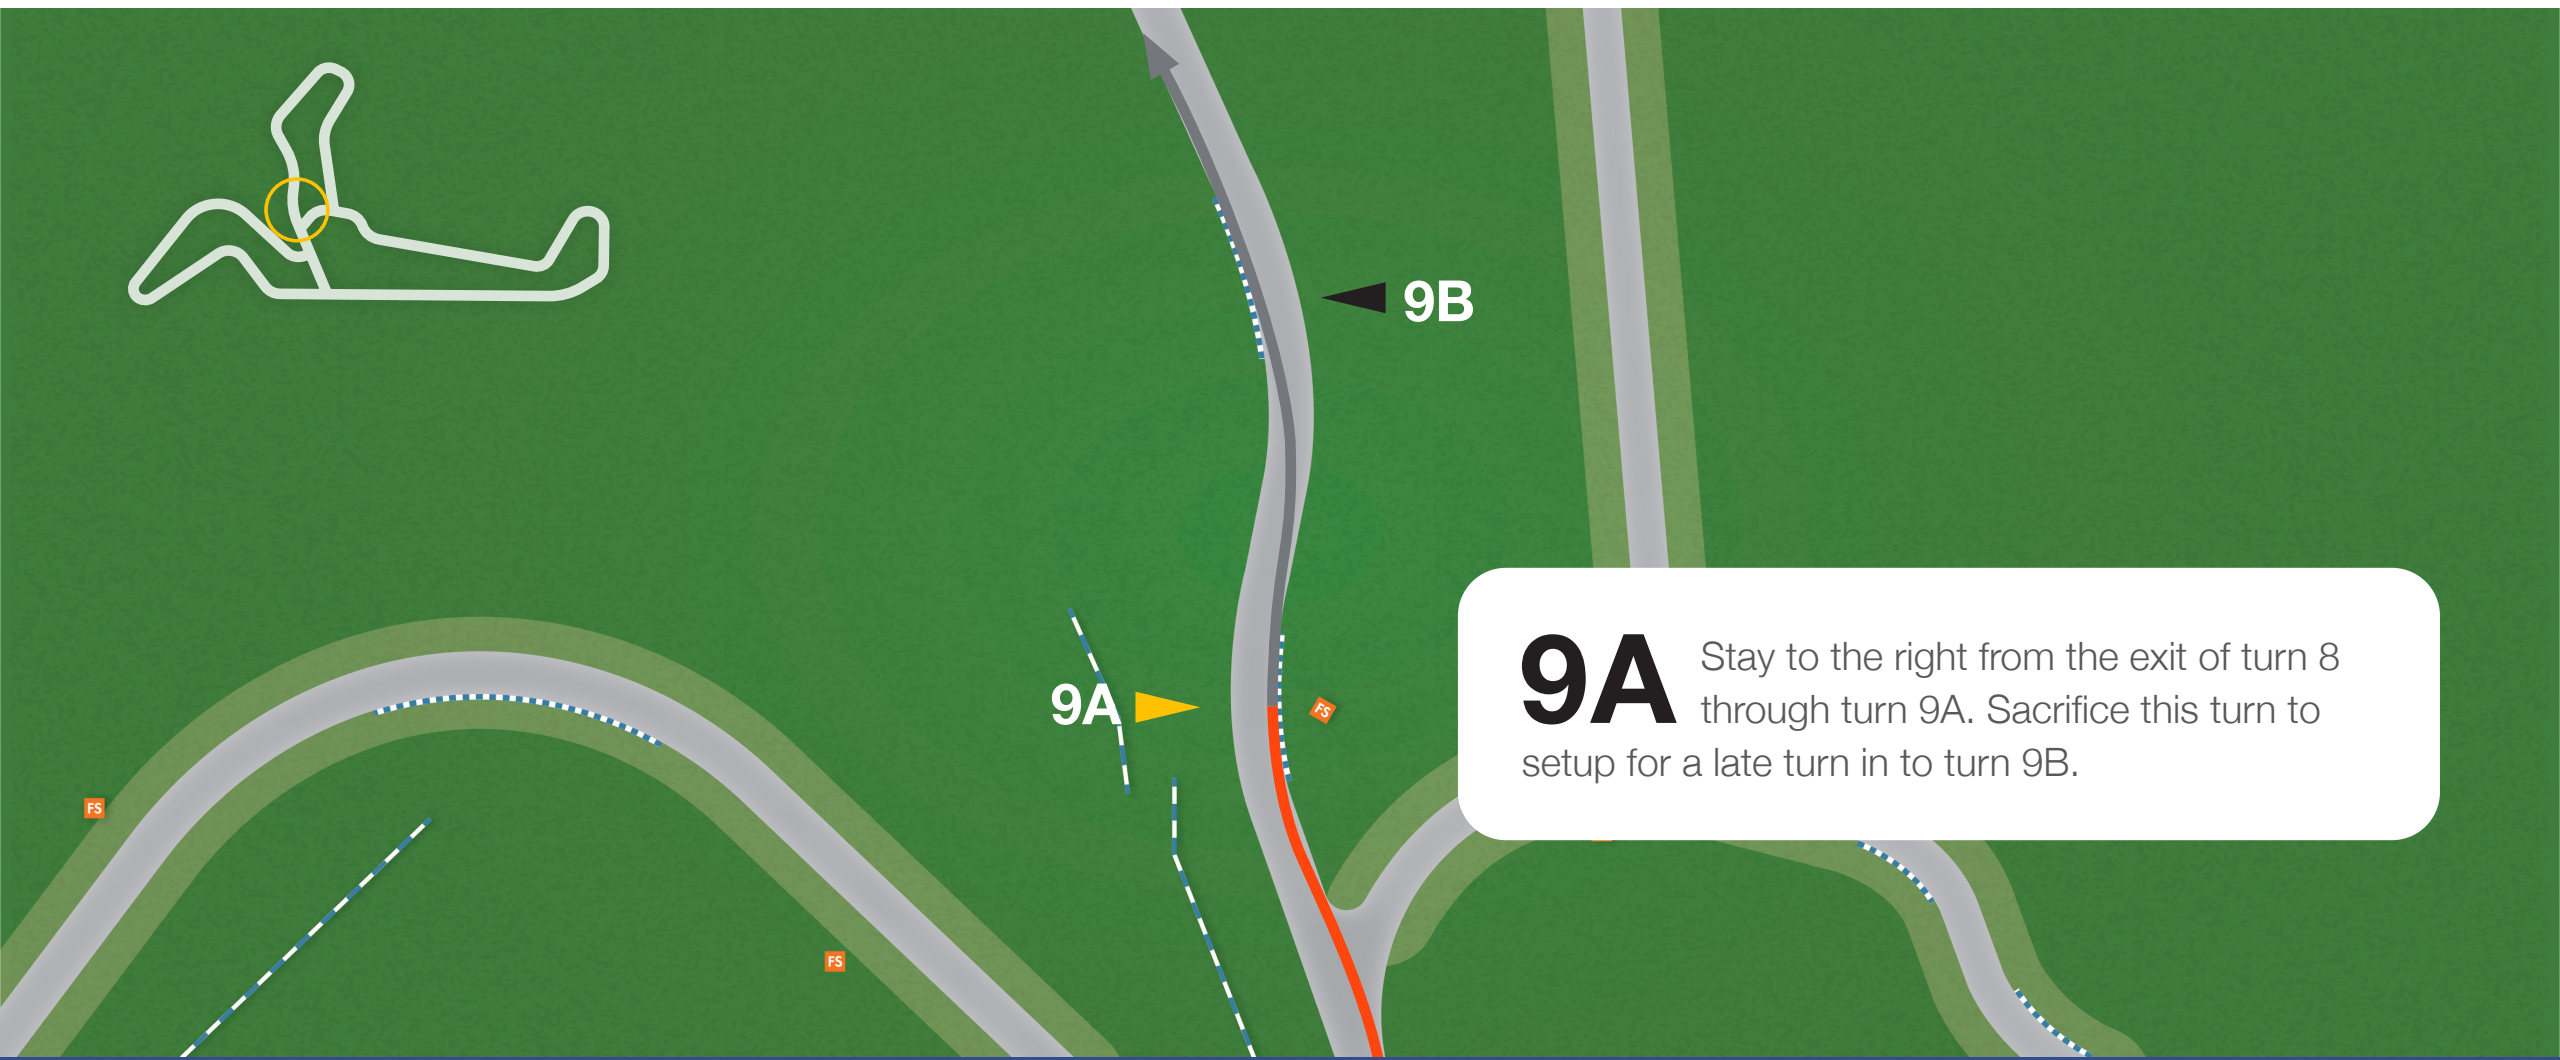 9B
9A
FS
FS
FS
9A Stay to the right from the exit of turn 8
through turn 9A. Sacrifice this turn to
setup for a late turn in to turn 9B.